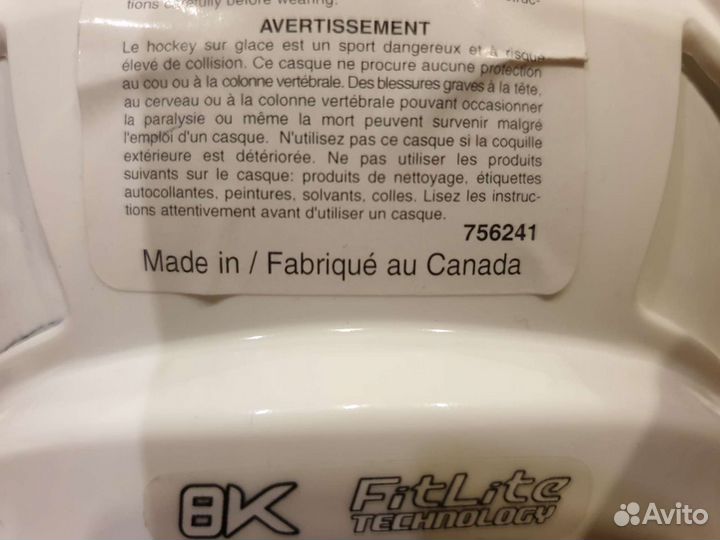 tions carefully before wearing.
AVERTISSEMENT
Le hockey sur glace est un sport dangereux et à risque
élevé de collision. Ce casque ne procure aucune protection
au cou ou à la colonne vertébrale. Des blessures graves à la tête,
au cerveau ou à la colonne vertébrale pouvant occasionner
la paralysie ou même la mort peuvent survenir malgré
l'emploi d'un casque. N'utilisez pas ce casque si la coquille
extérieure est détériorée. Ne pas utiliser les produits
suivants sur le casque: produits de nettoyage, étiquettes
autocollantes, peintures, solvants, colles. Lisez les instruc-
tions attentivement avant d'utiliser un casque.
756241
Made in / Fabriqué au Canada
8K FitLite
TECHNOLOGY
Avito